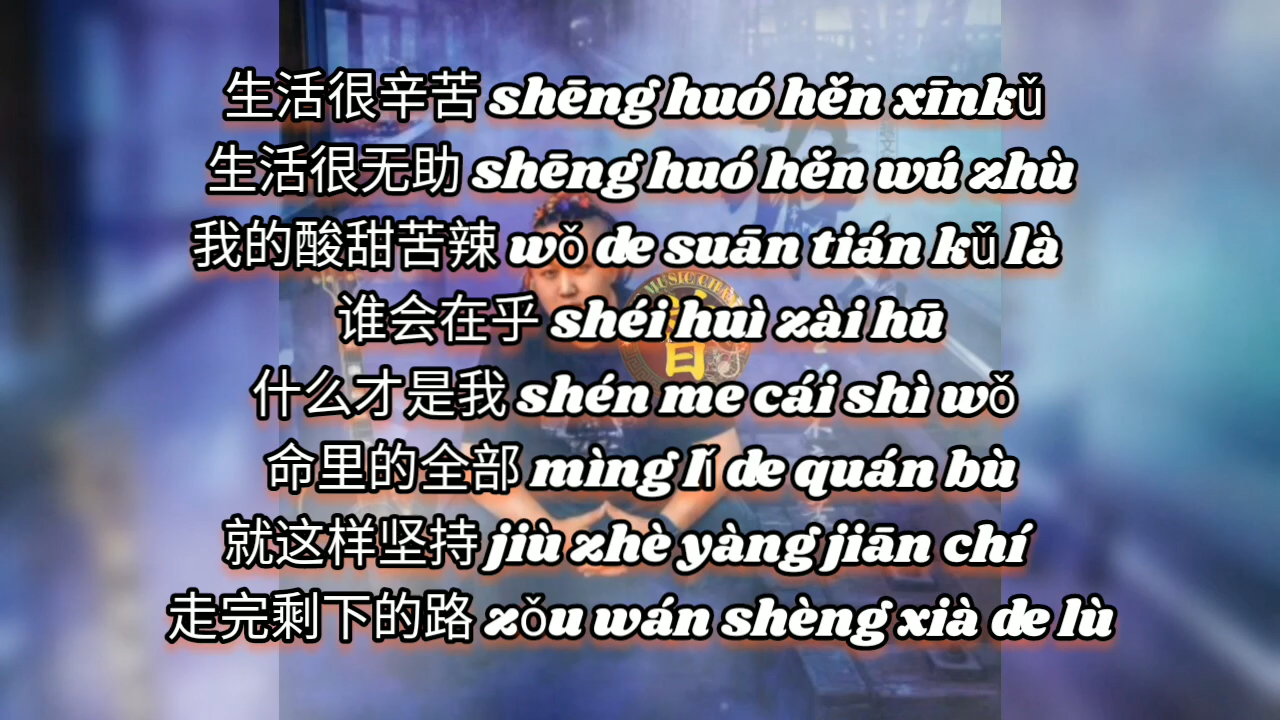 生活很辛苦 shēng huó hěn xīnkǔ
生活很无助 shēng huó hěn wú zhù
我的酸甜苦辣 wǒ de suān tián kǔ là
谁会在乎 shéi huì zài hū
什么才是我 shén me cái shì wǒ
命里的全部 mìng lǐ de quán bù
就这样坚持 jiù zhè yàng jiān chí
走完剩下的路 zǒu wán shèng xià de lù
MUSIC CHA
音